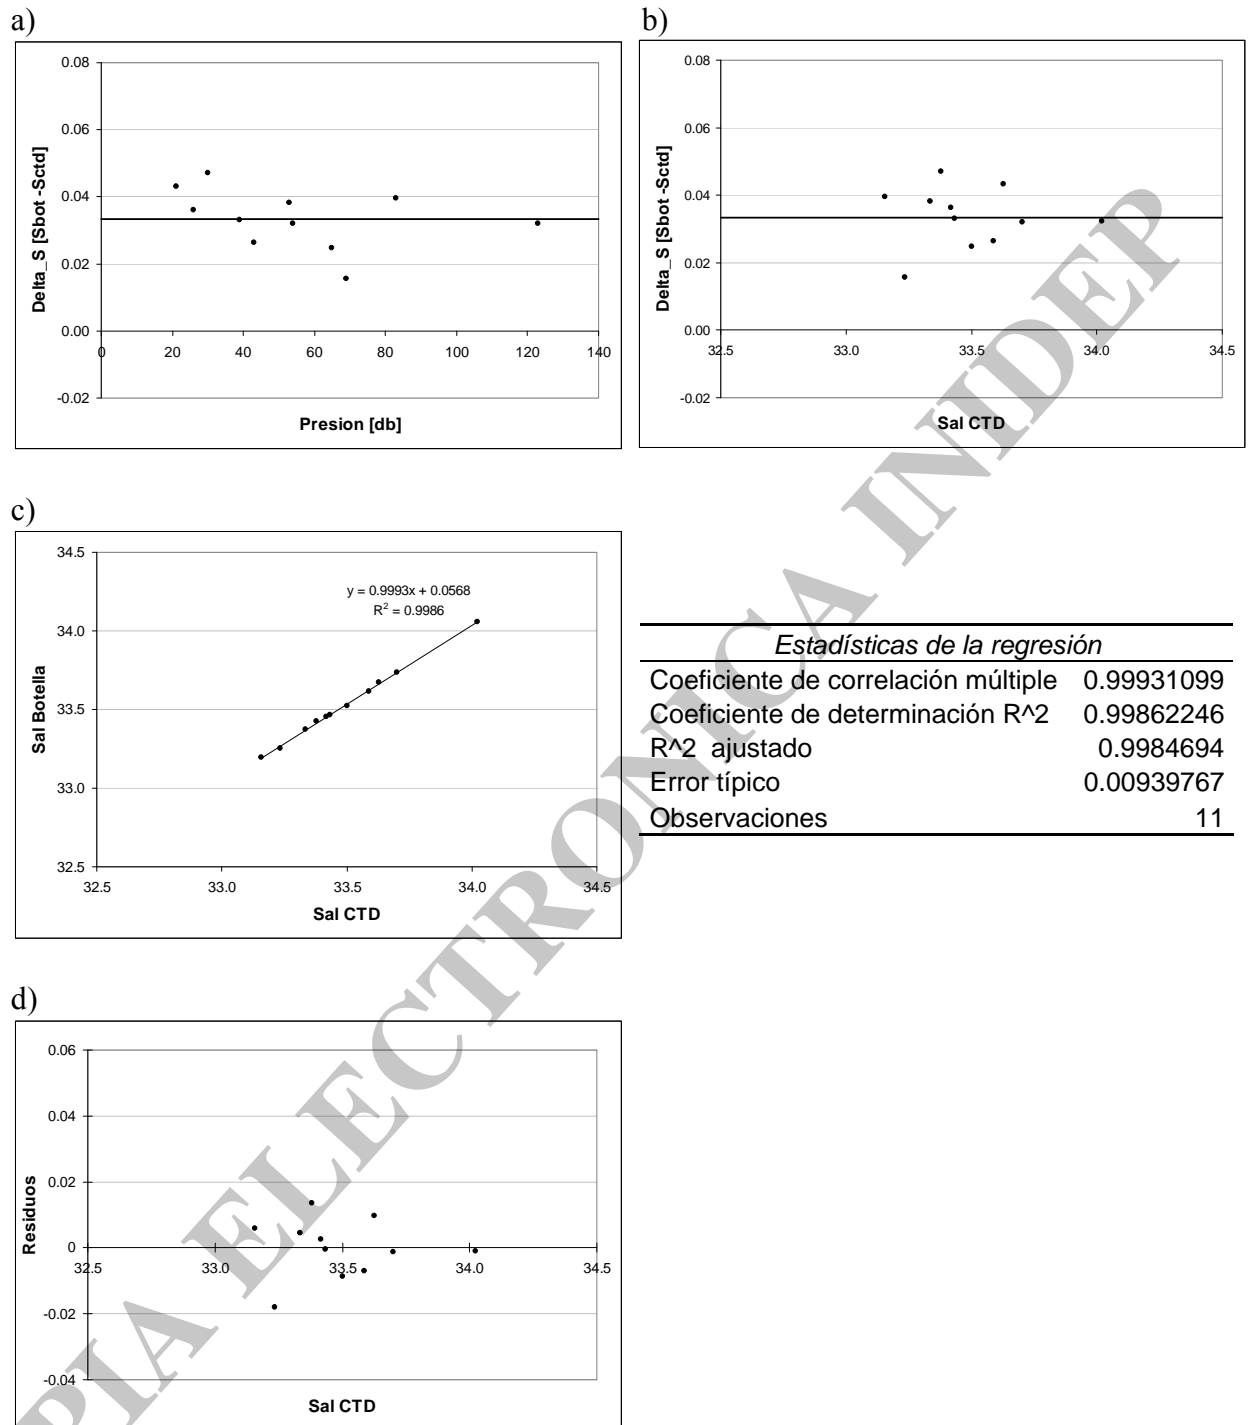 a)
0.08
0.06
0.04
0.02
0.00
-0.02
0 20 40 60 80 100 120 140
Delta_S [Sbot -Sctd]
Presion [db]
b)
0.08
0.06
0.04
0.02
0.00
-0.02
32.5 33.0 33.5 34.0 34.5
Delta_S [Sbot -Sctd]
Sal CTD
c)
34.5
34.0
33.5
33.0
32.5
32.5 33.0 33.5 34.0 34.5
y = 0.9993x + 0.0568
R² = 0.9986
Sal Botella
Sal CTD
Estadísticas de la regresión
Coeficiente de correlación múltiple 0.99931099
Coeficiente de determinación R^2 0.99862246
R^2 ajustado 0.9984694
Error típico 0.00939767
Observaciones 11
d)
0.06
0.04
0.02
0
-0.02
-0.04
32.5 33.0 33.5 34.0 34.5
Residuos
Sal CTD
PIA ELECTRONICA INIDEP